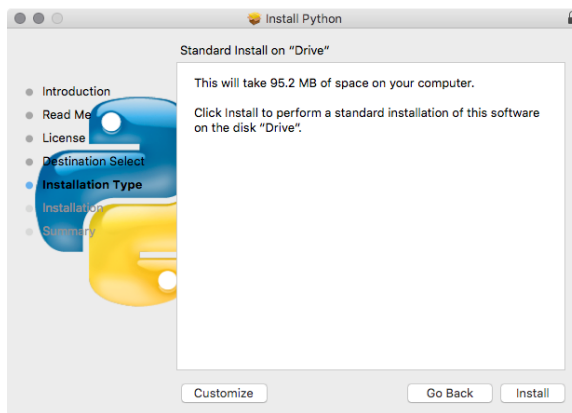 Install Python
Standard Install on “Drive”
Introduction
Read Me
License
Destination Select
Installation Type
Installation
Summary
This will take 95.2 MB of space on your computer.
Click Install to perform a standard installation of this software
on the disk “Drive”.
Customize
Go Back
Install